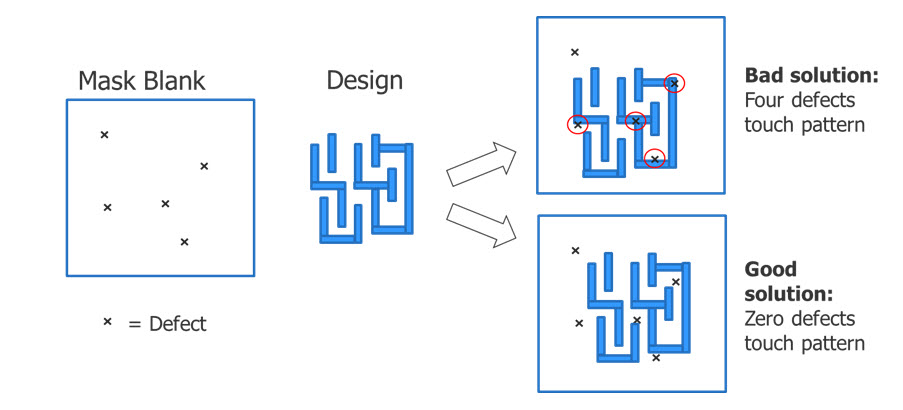 Mask Blank
Design
× = Defect
Bad solution:
Four defects
touch pattern
Good
solution:
Zero defects
touch pattern